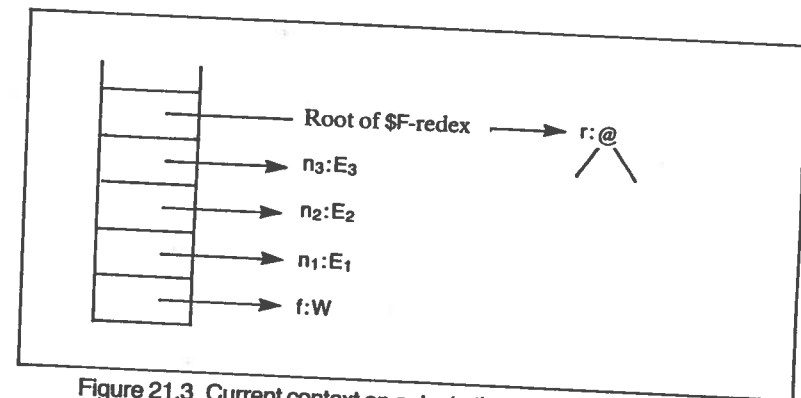 Root of $F-redex r:@
n₃:E₃
n₂:E₂
n₁:E₁
f:W
Figure 21.3 Current context on